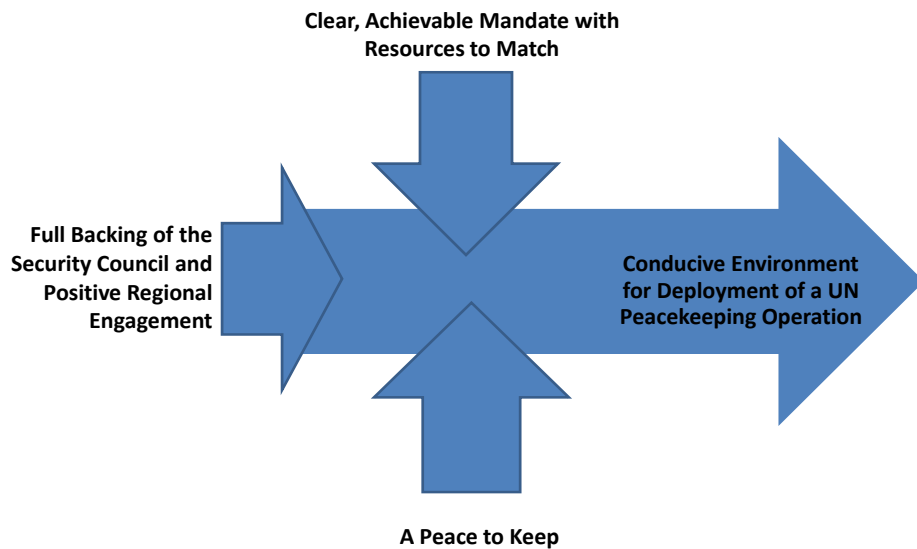 Clear, Achievable Mandate with
Resources to Match
Full Backing of the
Security Council and
Positive Regional
Engagement
Conducive Environment
for Deployment of a UN
Peacekeeping Operation
A Peace to Keep